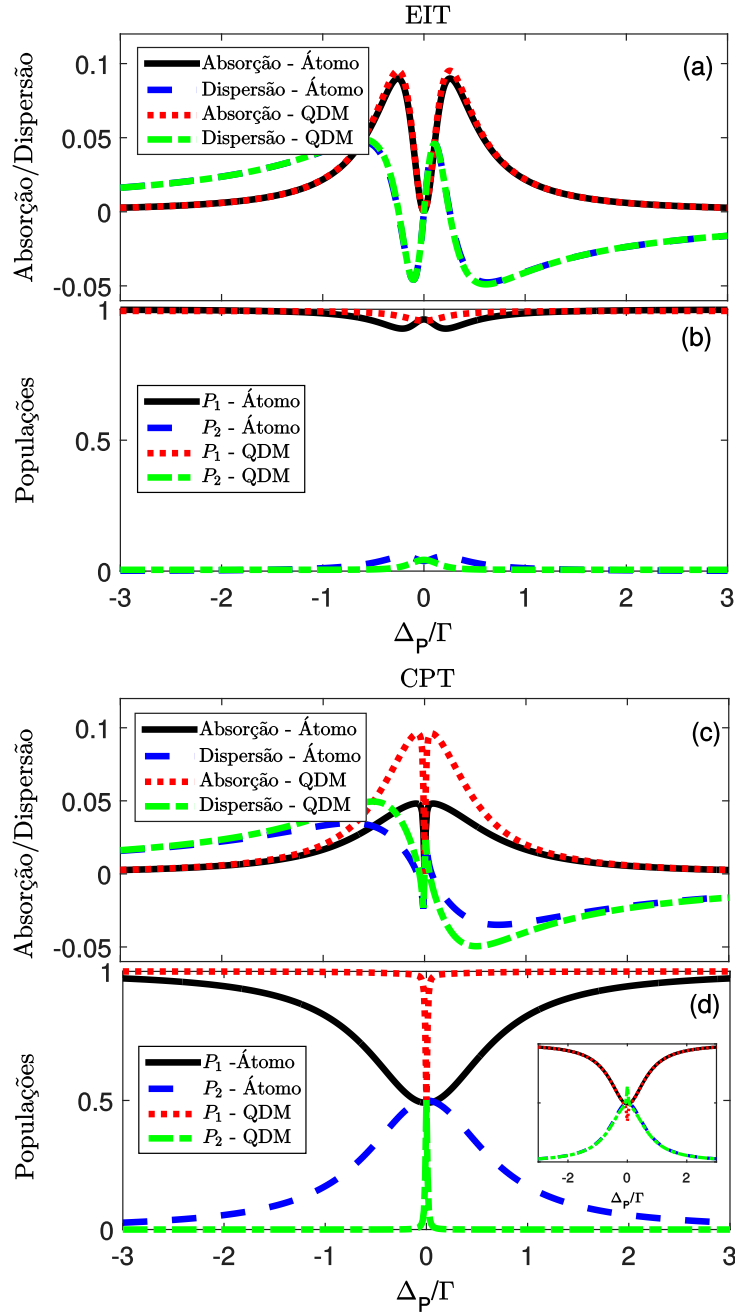 EIT
(a)
Absorção/Dispersão
0.1
0.05
0
-0.05
Absorção - Átomo
Dispersão - Átomo
Absorção - QDM
Dispersão - QDM
(b)
Populações
1
0.5
0
P1 - Átomo
P2 - Átomo
P1 - QDM
P2 - QDM
-3 -2 -1 0 1 2 3
ΔP/Γ
CPT
(c)
Absorção/Dispersão
0.1
0.05
0
-0.05
Absorção - Átomo
Dispersão - Átomo
Absorção - QDM
Dispersão - QDM
(d)
Populações
1
0.5
0
P1 -Átomo
P2 - Átomo
P1 - QDM
P2 - QDM
-2 0 2
ΔP/Γ
-3 -2 -1 0 1 2 3
ΔP/Γ